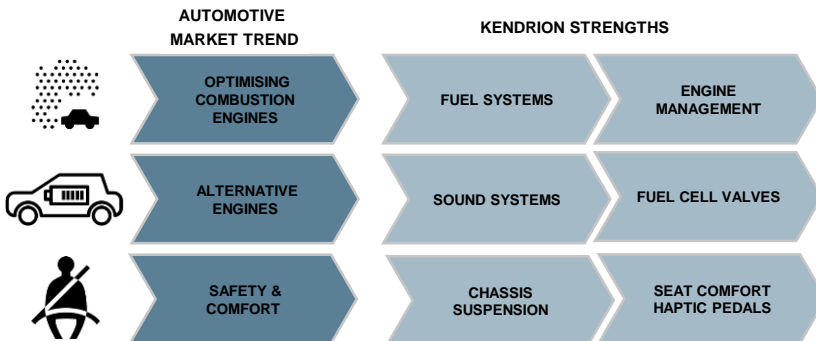 AUTOMOTIVE
MARKET TREND
KENDRION STRENGTHS
OPTIMISING
COMBUSTION
ENGINES
FUEL SYSTEMS
ENGINE
MANAGEMENT
ALTERNATIVE
ENGINES
SOUND SYSTEMS
FUEL CELL VALVES
SAFETY &
COMFORT
CHASSIS
SUSPENSION
SEAT COMFORT
HAPTIC PEDALS